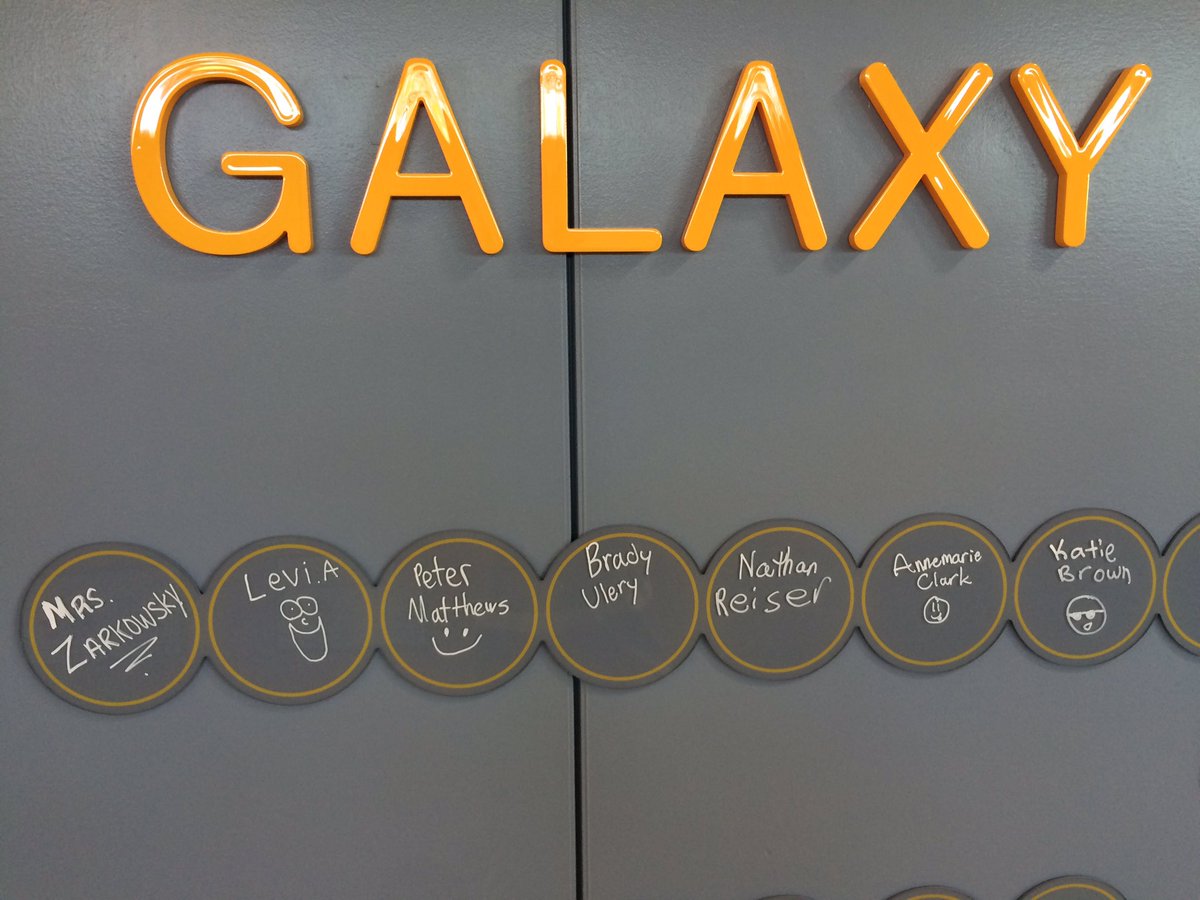 GALAXY
MRS.
ZARKOWSKY
Levi.A
Peter
Matthews
Brady
Ulery
Nathan
Reiser
Annemarie
Clark
Katie
Brown